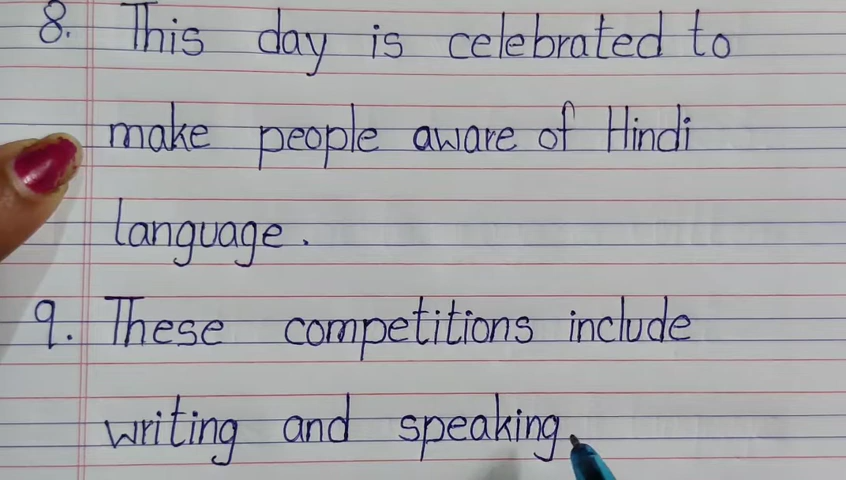 8. This day is celebrated to
make people aware of Hindi
language.
9. These competitions include
writing and speaking